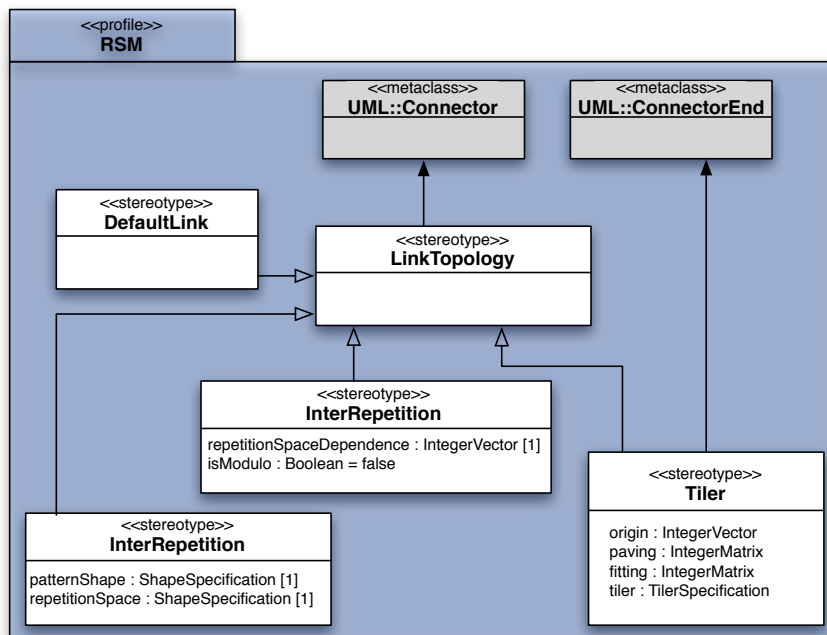 <<profile>>
RSM
<<metaclass>>
UML::Connector
<<metaclass>>
UML::ConnectorEnd
<<stereotype>>
DefaultLink
<<stereotype>>
LinkTopology
<<stereotype>>
InterRepetition
repetitionSpaceDependence : IntegerVector [1]
isModulo : Boolean = false
<<stereotype>>
Tiler
origin : IntegerVector
paving : IntegerMatrix
fitting : IntegerMatrix
tiler : TilerSpecification
<<stereotype>>
InterRepetition
patternShape : ShapeSpecification [1]
repetitionSpace : ShapeSpecification [1]